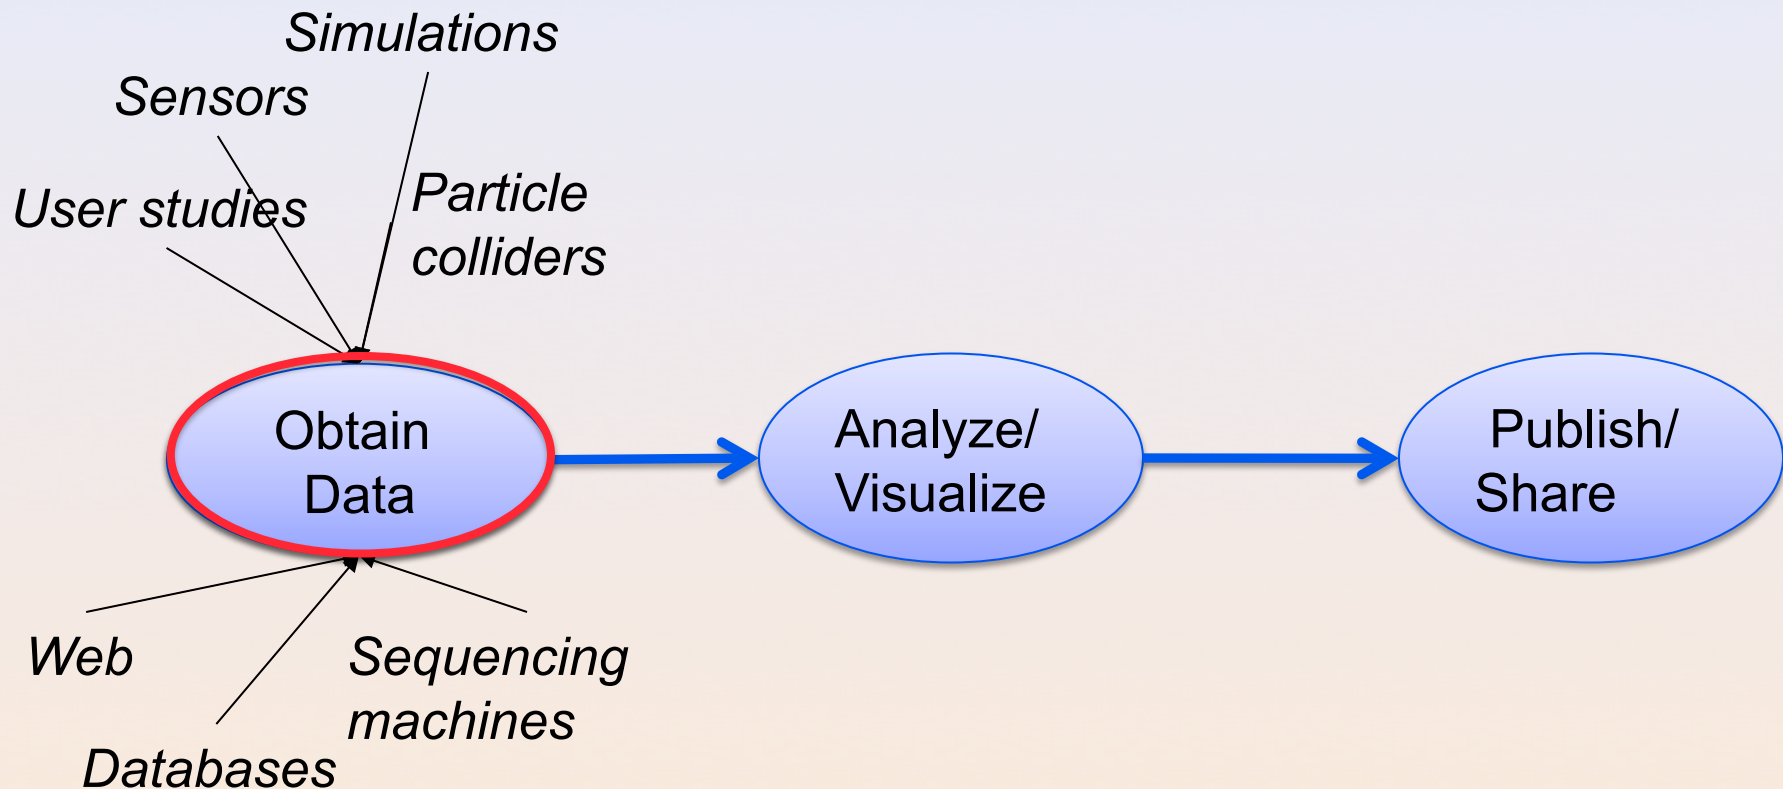 Simulations
Sensors
User studies
Particle
colliders
Obtain
Data
Analyze/
Visualize
Publish/
Share
Web
Sequencing
machines
Databases